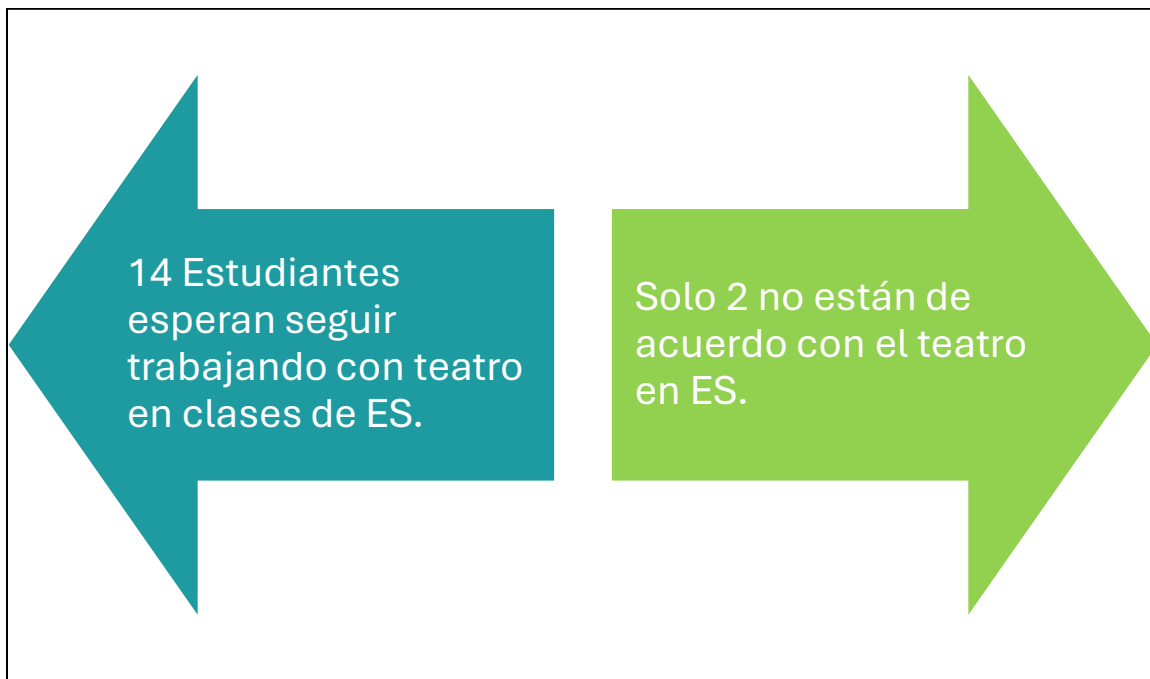 14 Estudiantes
esperan seguir
trabajando con teatro
en clases de ES.
Solo 2 no están de
acuerdo con el teatro
en ES.